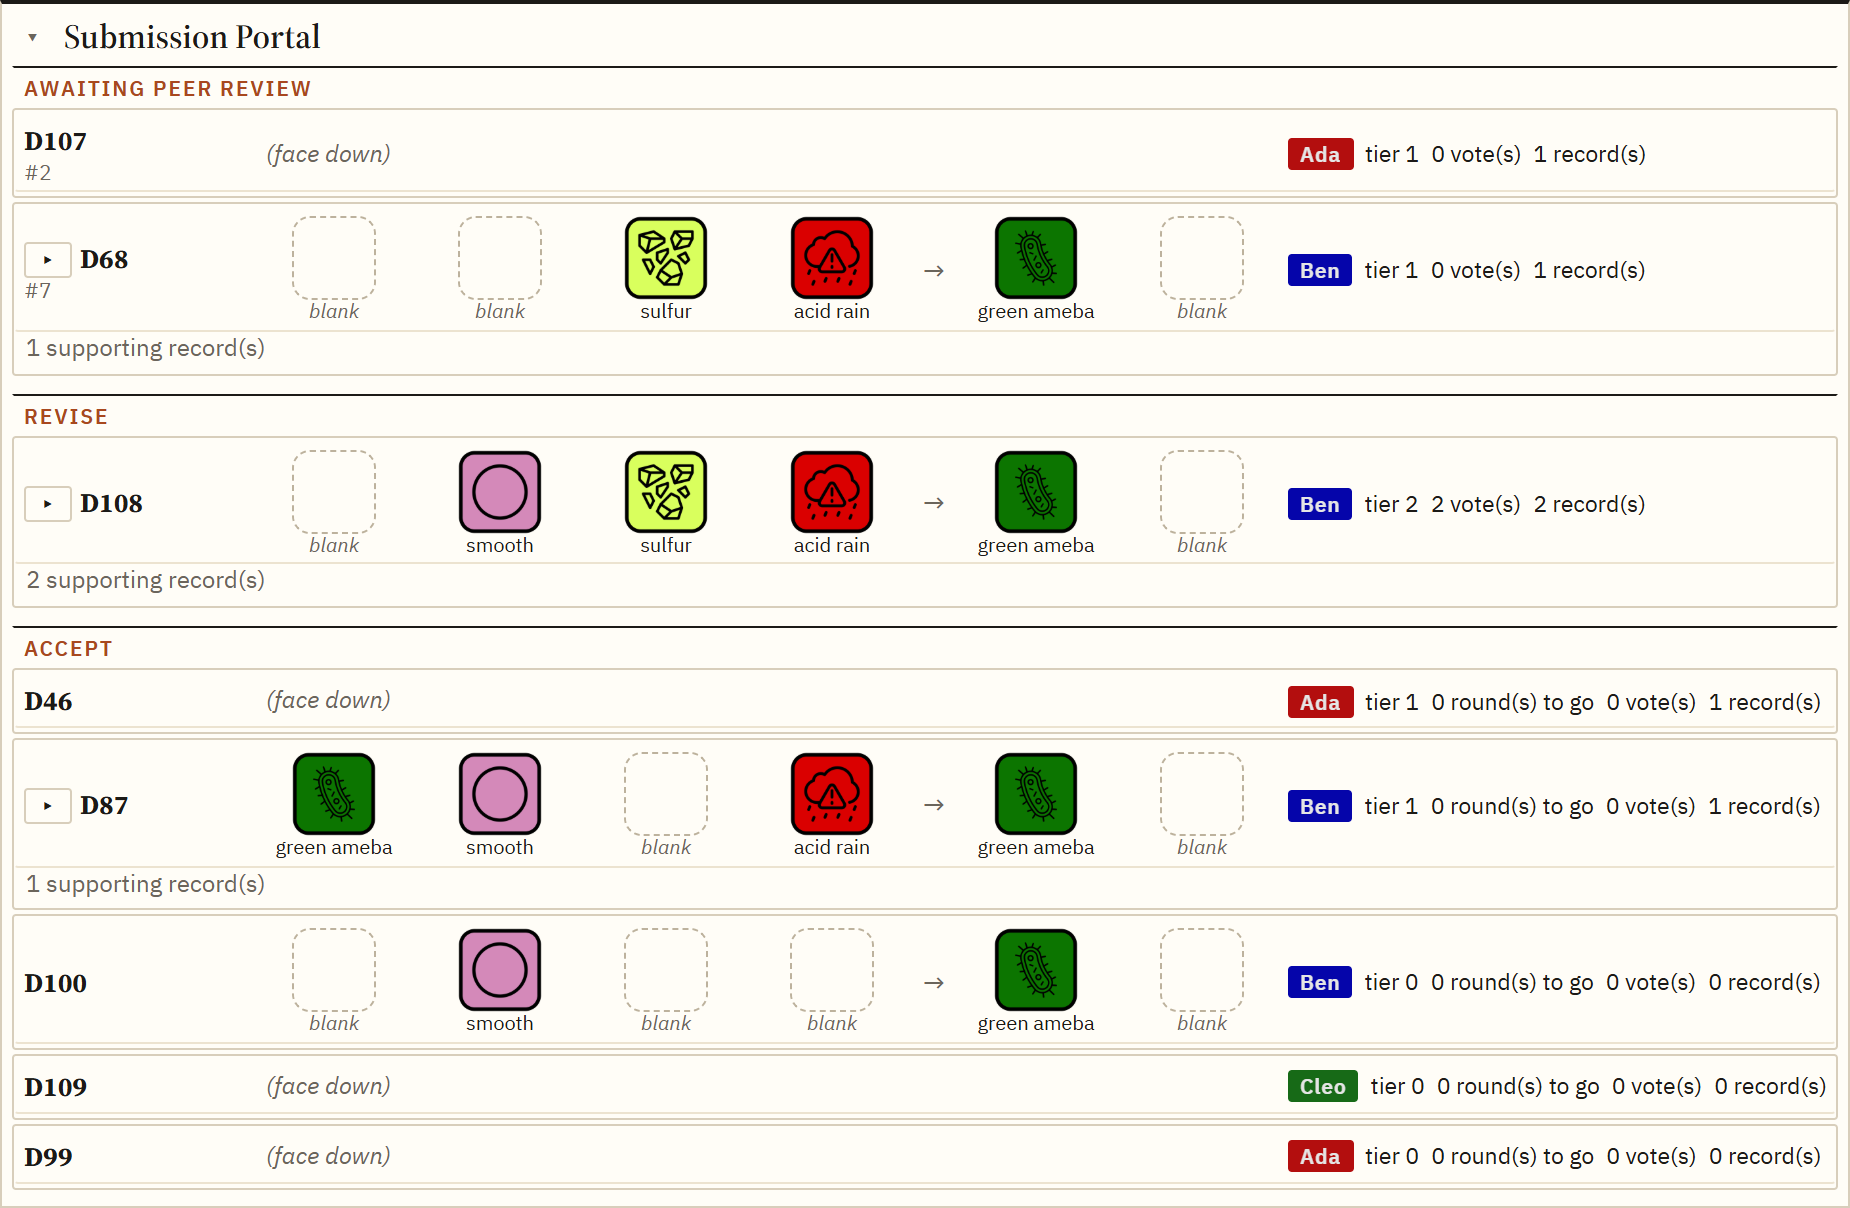 Submission Portal
AWAITING PEER REVIEW
D107
#2
(face down)
Ada tier 1 0 vote(s) 1 record(s)
D68
#7
blank blank sulfur acid rain → green ameba blank
Ben tier 1 0 vote(s) 1 record(s)
1 supporting record(s)
REVISE
D108
blank smooth sulfur acid rain → green ameba blank
Ben tier 2 2 vote(s) 2 record(s)
2 supporting record(s)
ACCEPT
D46 (face down) Ada tier 1 0 round(s) to go 0 vote(s) 1 record(s)
D87
green ameba smooth blank acid rain → green ameba blank
Ben tier 1 0 round(s) to go 0 vote(s) 1 record(s)
1 supporting record(s)
D100
blank smooth blank blank → green ameba blank
Ben tier 0 0 round(s) to go 0 vote(s) 0 record(s)
D109 (face down) Cleo tier 0 0 round(s) to go 0 vote(s) 0 record(s)
D99 (face down) Ada tier 0 0 round(s) to go 0 vote(s) 0 record(s)